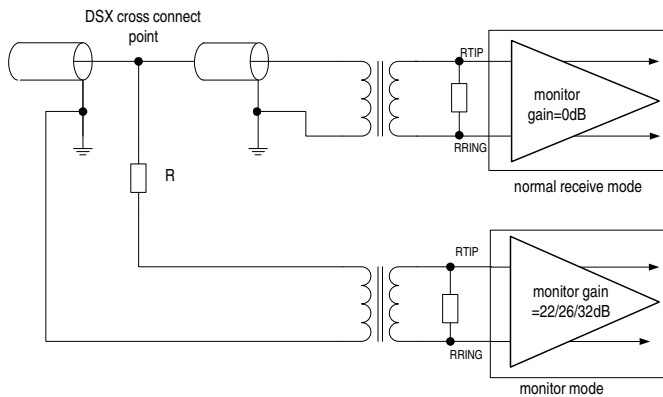 DSX cross connect
point
RTIP
monitor
gain=0dB
RRING
normal receive mode
R
RTIP
monitor gain
=22/26/32dB
RRING
monitor mode